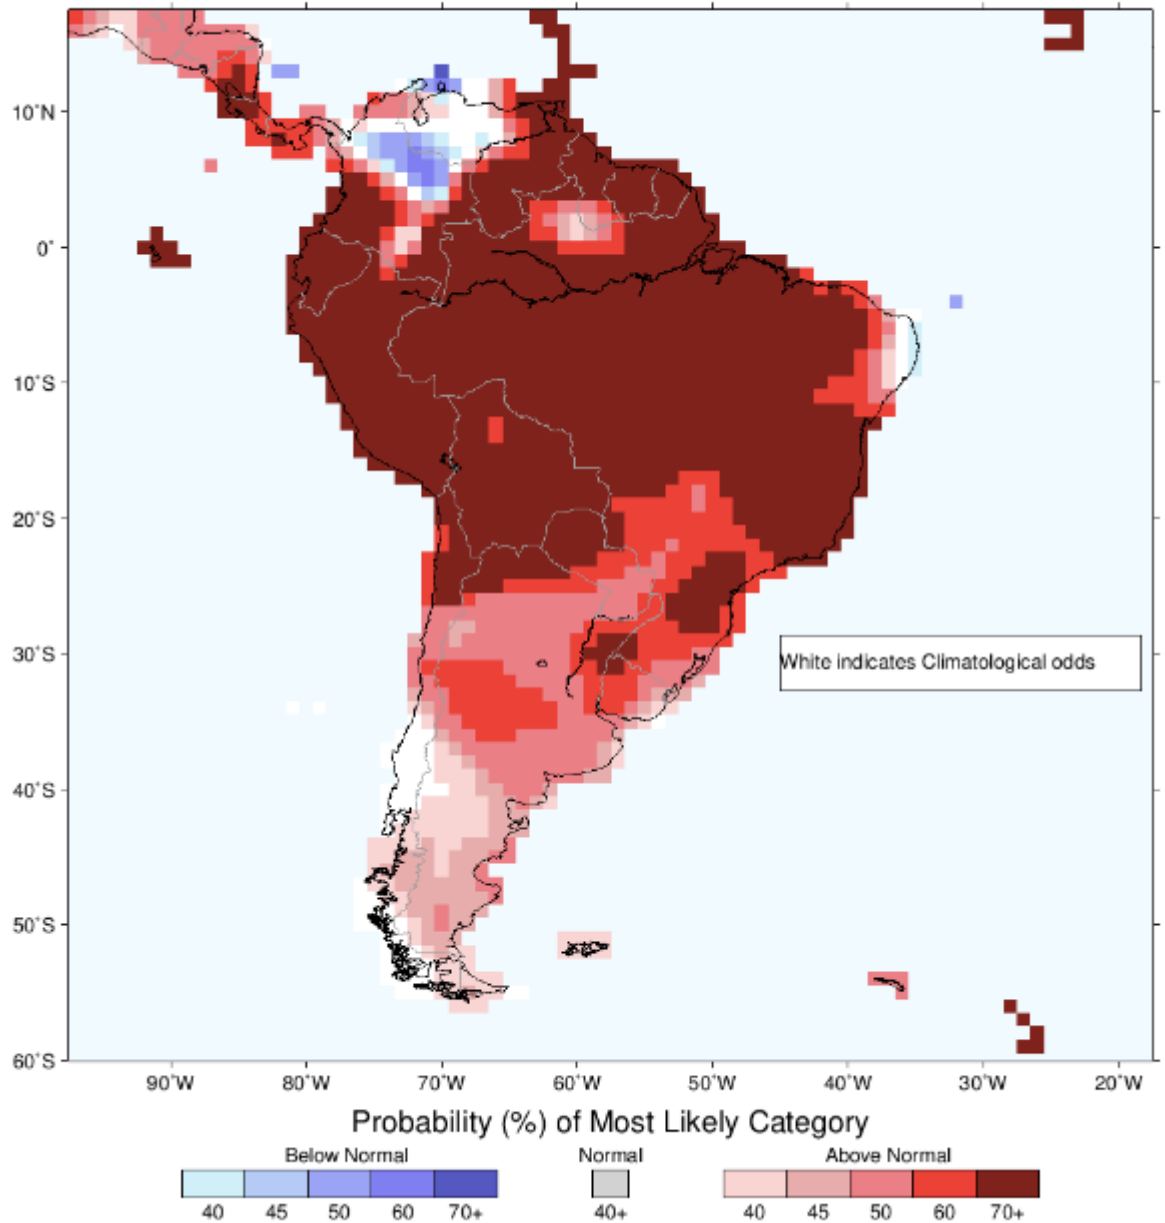 10°N
0°
10°S
20°S
30°S
White indicates Climatological odds
40°S
50°S
60°S
90°W 80°W 70°W 60°W 50°W 40°W 30°W 20°W
Probability (%) of Most Likely Category
Below Normal Normal Above Normal
40 45 50 60 70+ 40+ 40 45 50 60 70+